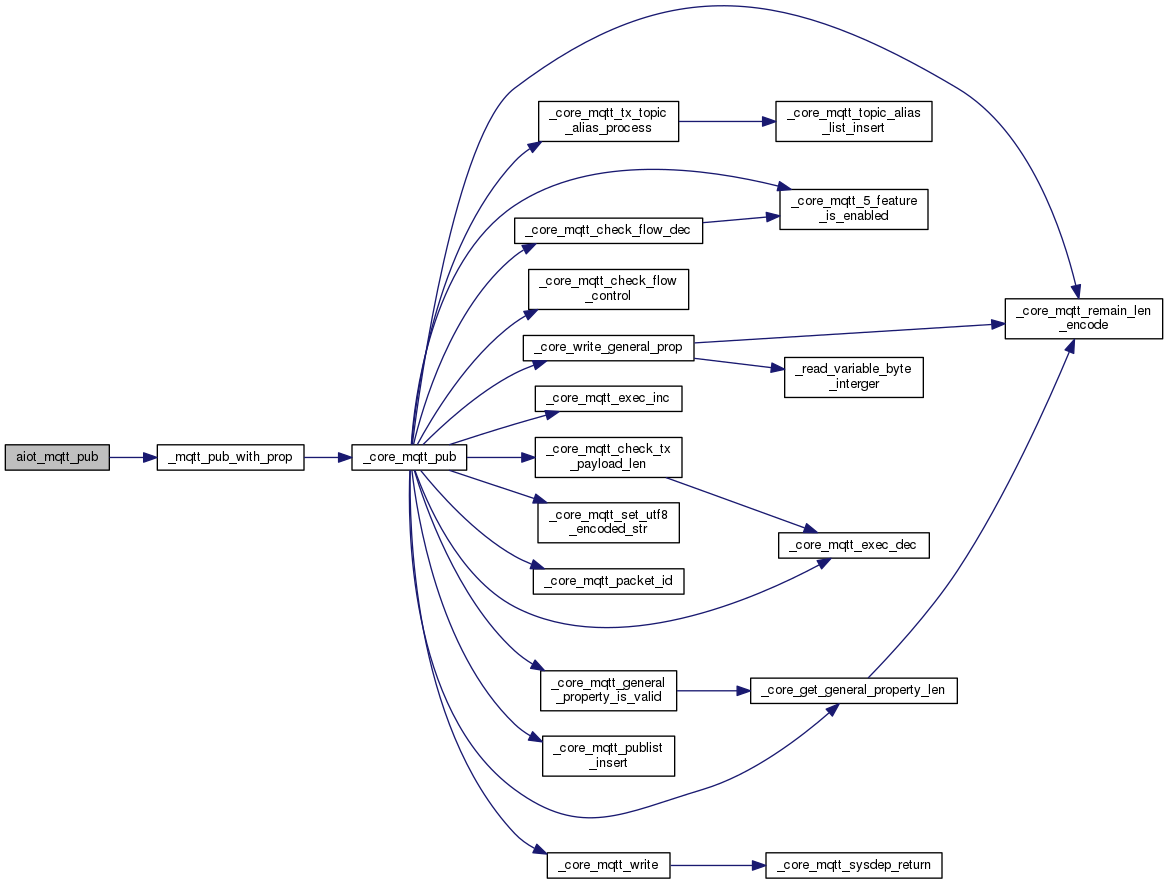 _core_mqtt_tx_topic
_alias_process
_core_mqtt_topic_alias
_list_insert
_core_mqtt_5_feature
_is_enabled
_core_mqtt_check_flow_dec
_core_mqtt_check_flow
_control
_core_mqtt_remain_len
_encode
_core_write_general_prop
_read_variable_byte
_interger
_core_mqtt_exec_inc
aiot_mqtt_pub
_mqtt_pub_with_prop
_core_mqtt_pub
_core_mqtt_check_tx
_payload_len
_core_mqtt_set_utf8
_encoded_str
_core_mqtt_exec_dec
_core_mqtt_packet_id
_core_mqtt_general
_property_is_valid
_core_get_general_property_len
_core_mqtt_publist
_insert
_core_mqtt_write
_core_mqtt_sysdep_return